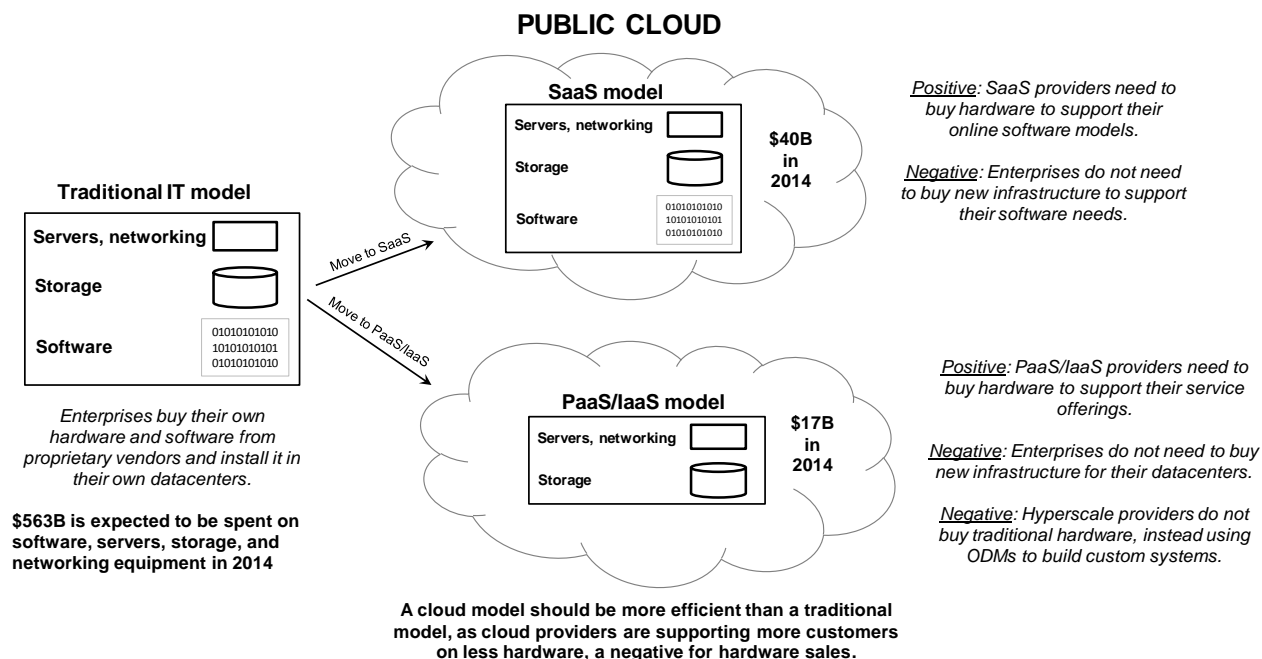 PUBLIC CLOUD
Traditional IT model
Servers, networking
Storage
Software
01010101010
10101010101
01010101010
Enterprises buy their own
hardware and software from
proprietary vendors and install it in
their own datacenters.
$563B is expected to be spent on
software, servers, storage, and
networking equipment in 2014
Move to SaaS
Move to PaaS/IaaS
SaaS model
Servers, networking
Storage
Software
01010101010
10101010101
01010101010
$40B
in
2014
Positive: SaaS providers need to
buy hardware to support their
online software models.
Negative: Enterprises do not need
to buy new infrastructure to support
their software needs.
PaaS/IaaS model
Servers, networking
Storage
$17B
in
2014
Positive: PaaS/IaaS providers need to
buy hardware to support their service
offerings.
Negative: Enterprises do not need to buy
new infrastructure for their datacenters.
Negative: Hyperscale providers do not
buy traditional hardware, instead using
ODMs to build custom systems.
A cloud model should be more efficient than a traditional
model, as cloud providers are supporting more customers
on less hardware, a negative for hardware sales.